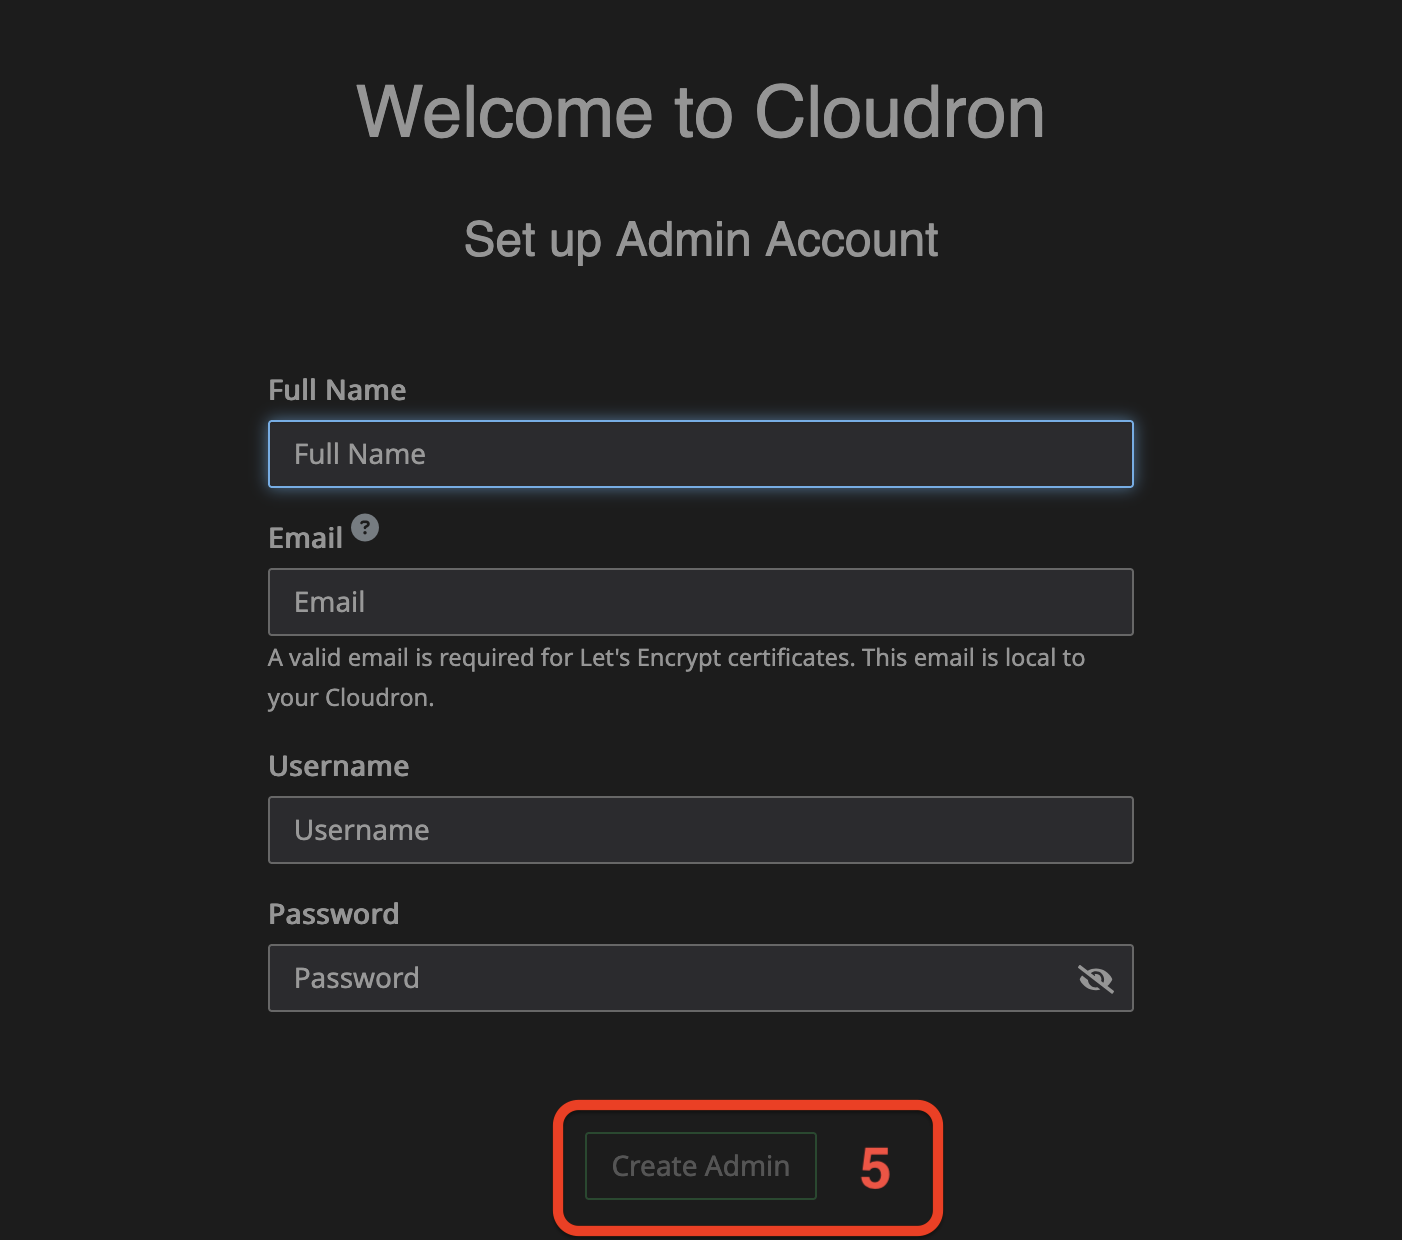 Welcome to Cloudron
Set up Admin Account
Full Name
Full Name
Email ?
Email
A valid email is required for Let's Encrypt certificates. This email is local to
your Cloudron.
Username
Username
Password
Password
Create Admin 5